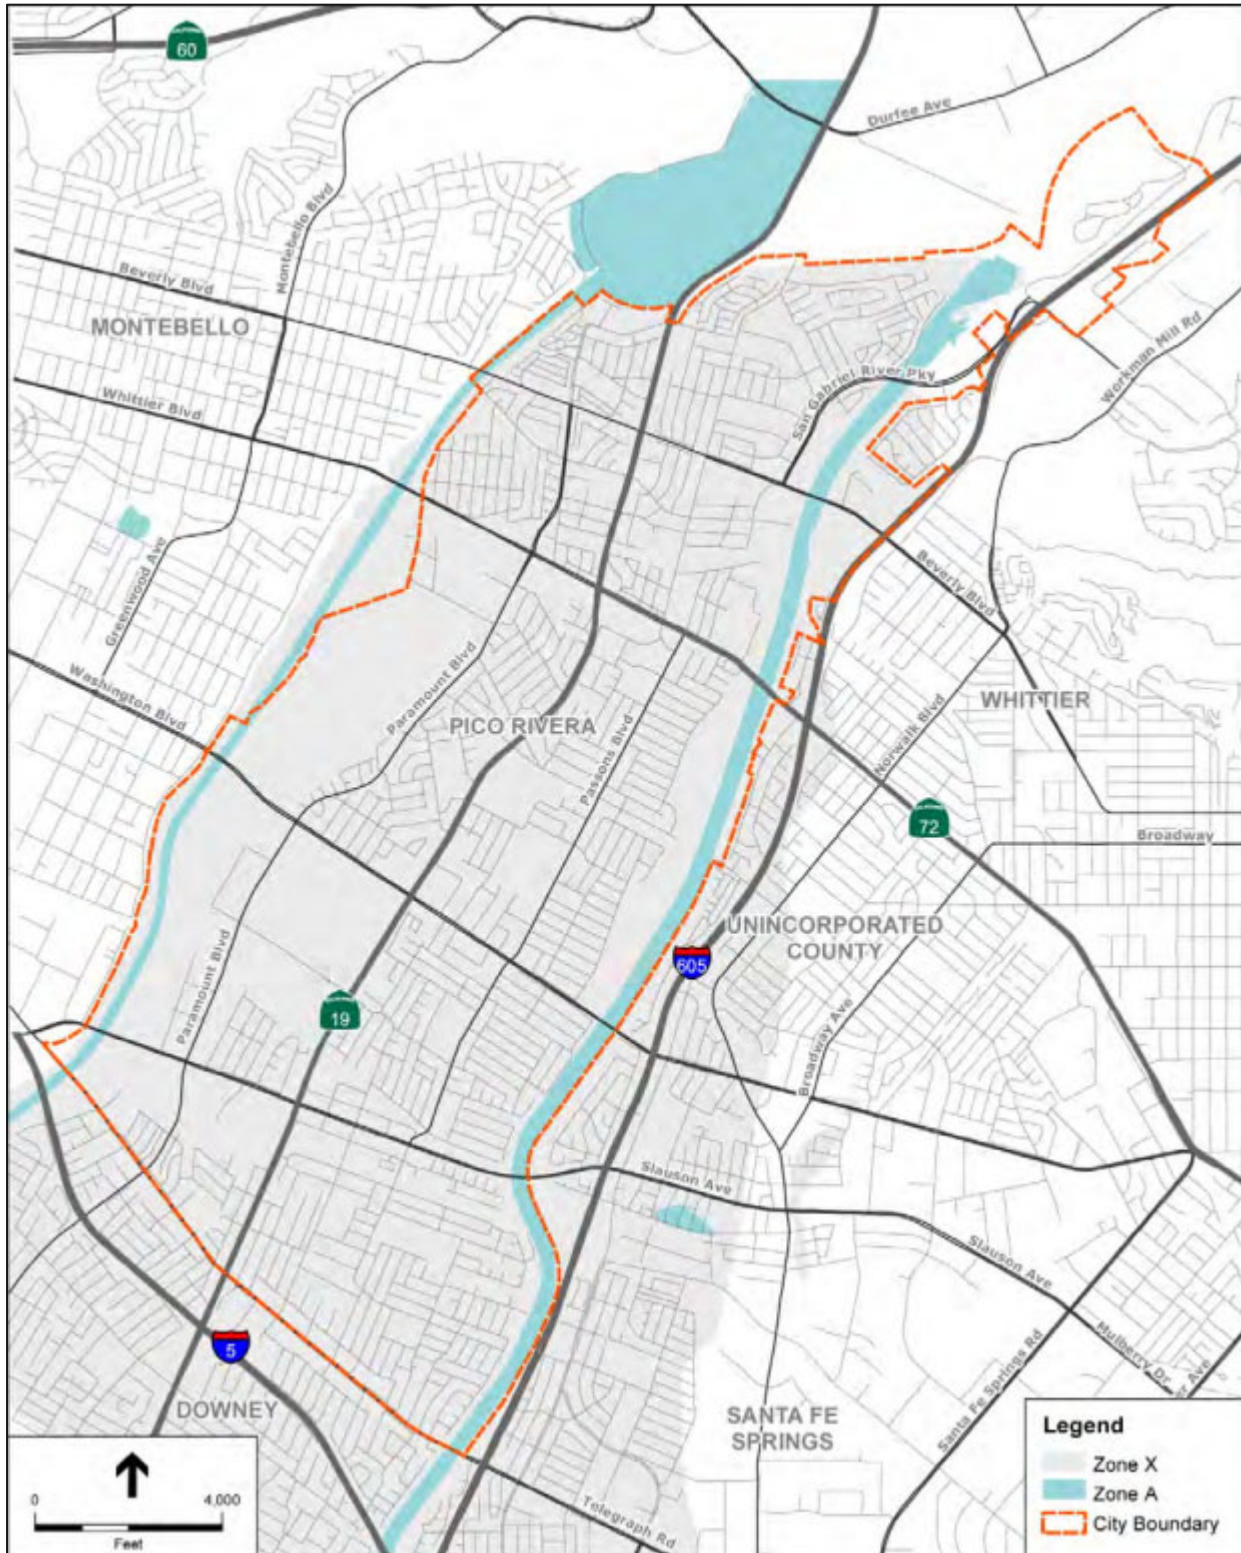 60
Durfee Ave
Montebello Blvd
Beverly Blvd
MONTEBELLO
Workman Mill Rd
San Gabriel River Pky
Whittier Blvd
Greenwood Ave
Beverly Blvd
Washington Blvd
Paramount Blvd
PICO RIVERA
WHITTIER
Norwalk Blvd
Passons Blvd
72
Broadway
UNINCORPORATED
COUNTY
605
Paramount Blvd
19
Broadway Ave
Slauson Ave
Slauson Ave
5
Mulberry Dr
Santa Fe Springs Rd
er Ave
DOWNEY
SANTA FE
SPRINGS
Telegraph Rd
0 4,000
Feet
Legend
Zone X
Zone A
City Boundary